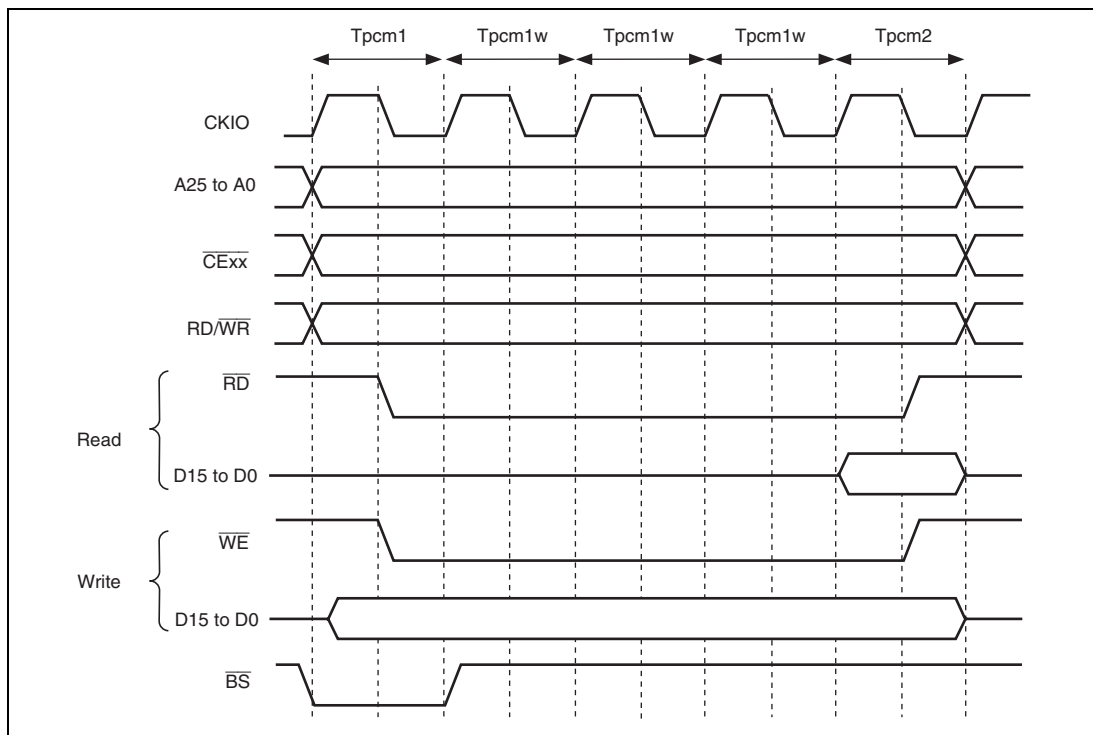 Tpcm1 Tpcm1w Tpcm1w Tpcm1w Tpcm2
CKIO
A25 to A0
CExx
RD/WR
RD
Read
D15 to D0
WE
Write
D15 to D0
BS